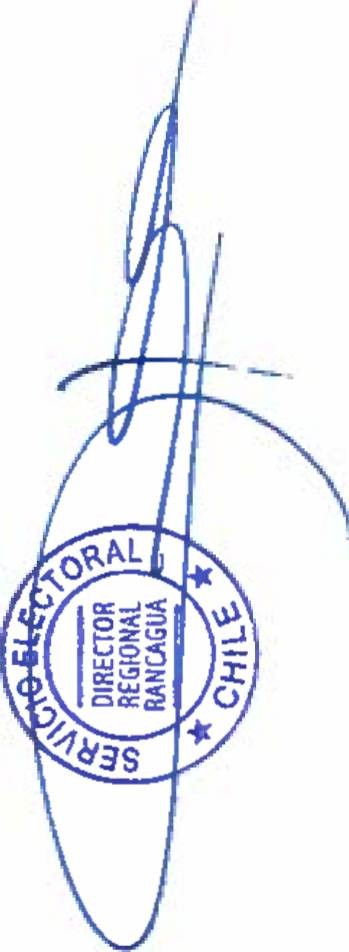 SERVICIO ELECTORAL
DIRECTOR
REGIONAL
RANCAGUA
★ CHILE ★